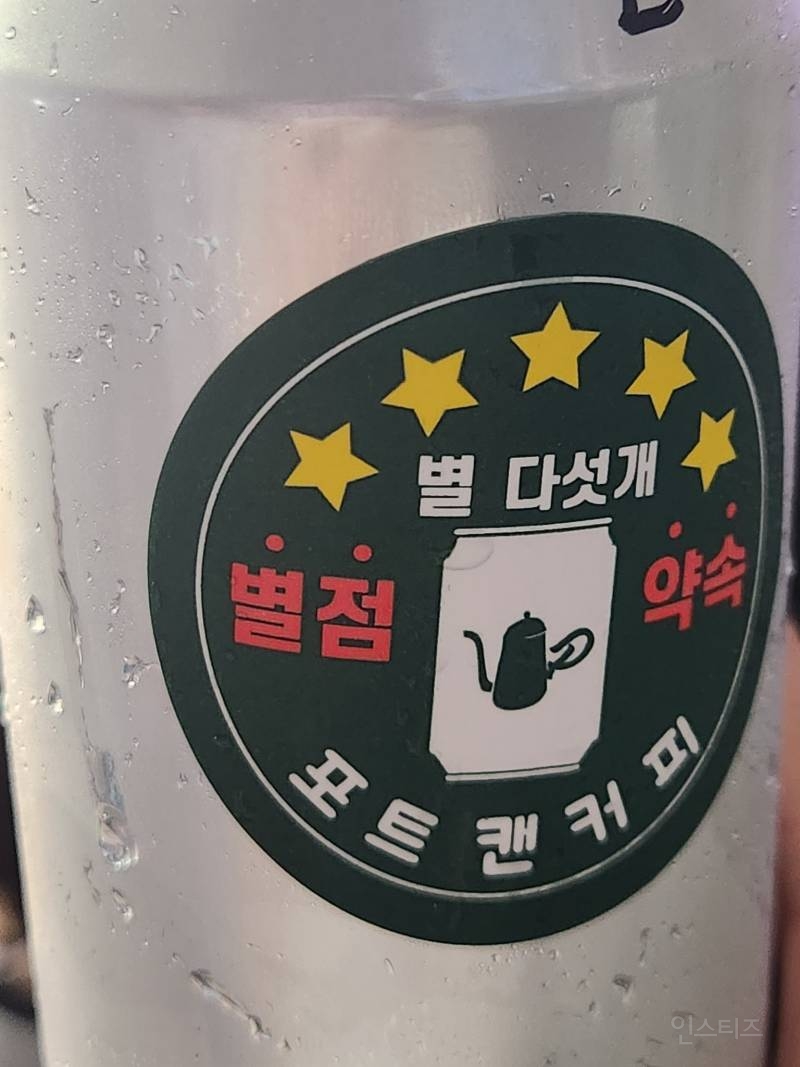 별 다섯개
별점 약속
포트캔커피
인스티즈